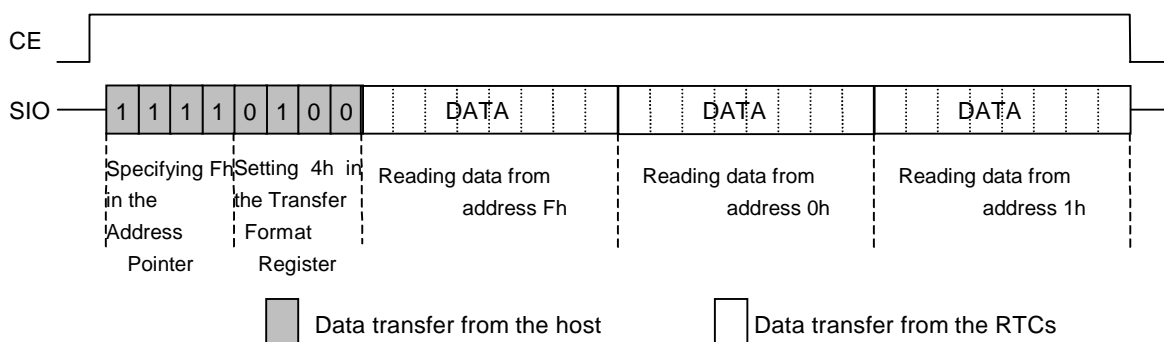 CE
SIO 1 1 1 1 0 1 0 0 DATA DATA DATA
Specifying Fh
in the
Address
Pointer
Setting 4h in
the Transfer
Format
Register
Reading data from
address Fh
Reading data from
address 0h
Reading data from
address 1h
Data transfer from the host
Data transfer from the RTCs